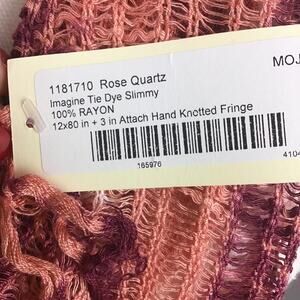 MOJ
1181710 Rose Quartz
Imagine Tie Dye Slimmy
100% RAYON
12x80 in + 3 in Attach Hand Knotted Fringe
165976
4104